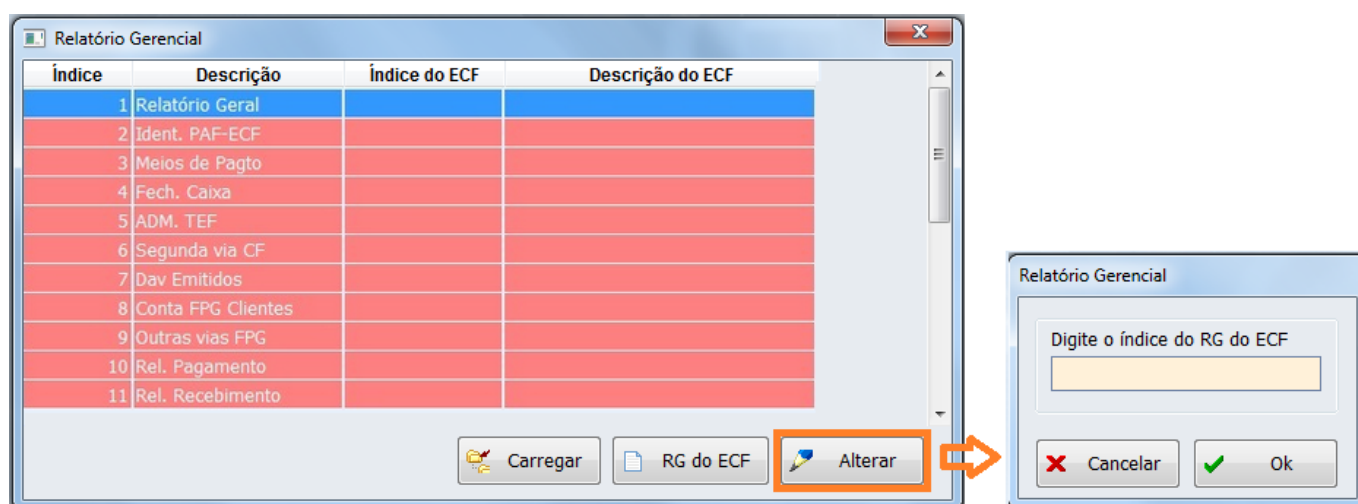 Relatório Gerencial
Índice Descrição Índice do ECF Descrição do ECF
1 Relatório Geral
2 Ident. PAF-ECF
3 Meios de Pagto
4 Fech. Caixa
5 ADM. TEF
6 Segunda via CF
7 Dav Emitidos
8 Conta FPG Clientes
9 Outras vias FPG
10 Rel. Pagamento
11 Rel. Recebimento
Carregar RG do ECF Alterar
Relatório Gerencial
Digite o índice do RG do ECF
Cancelar Ok